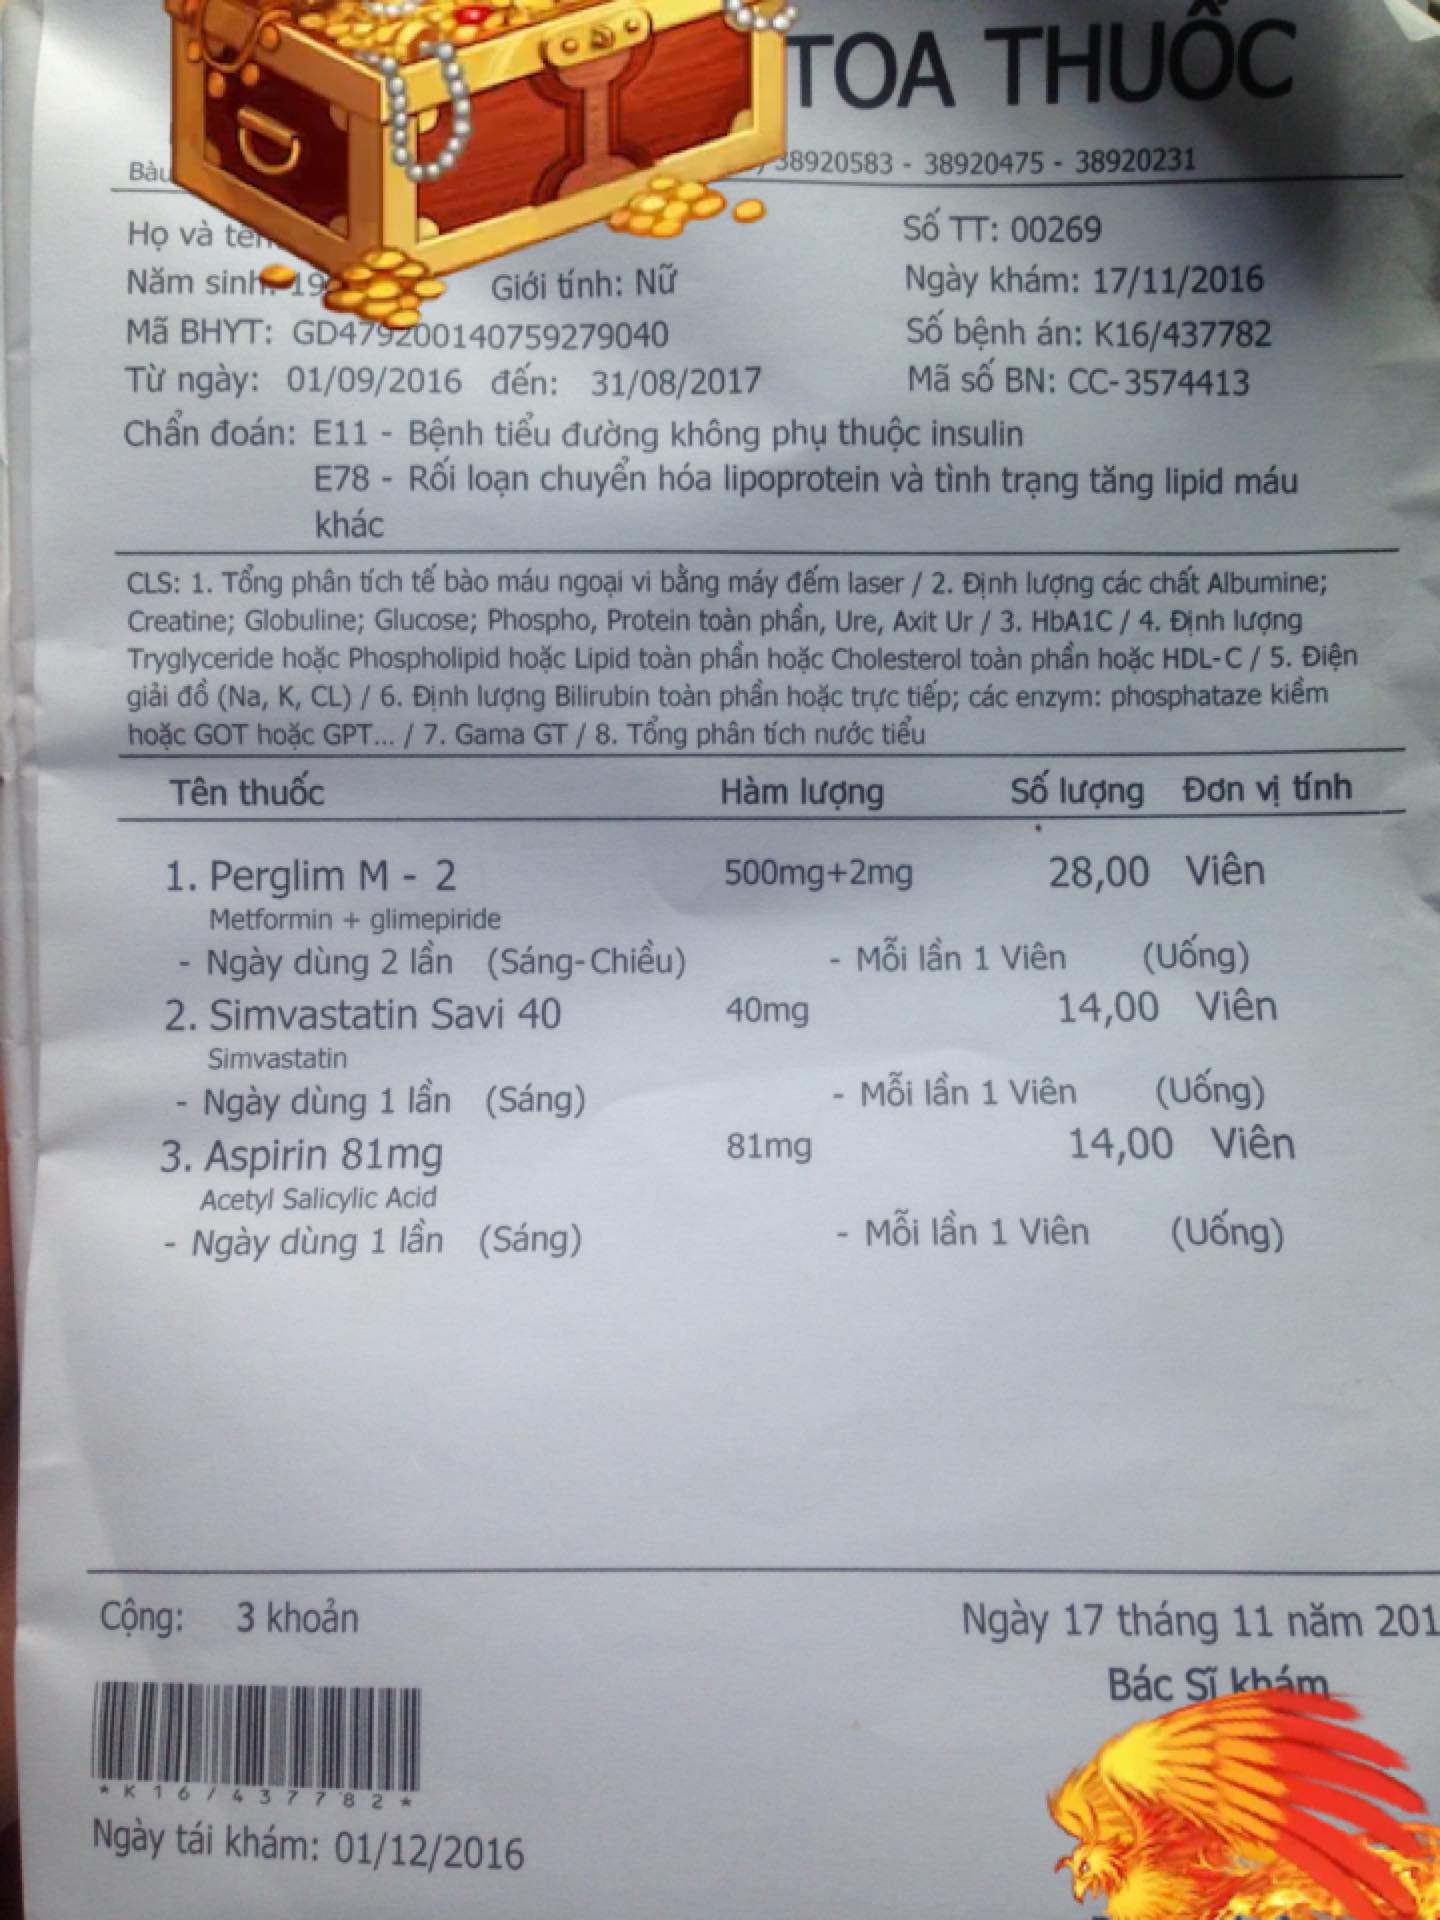 TOA THUỐC
38920583 - 38920475 - 38920231
Họ và tên
Số TT: 00269
Năm sinh: 19 Giới tính: Nữ
Ngày khám: 17/11/2016
Mã BHYT: GD479200140759279040
Số bệnh án: K16/437782
Từ ngày: 01/09/2016 đến: 31/08/2017
Mã số BN: CC-3574413
Chẩn đoán: E11 - Bệnh tiểu đường không phụ thuộc insulin
E78 - Rối loạn chuyển hóa lipoprotein và tình trạng tăng lipid máu
khác
CLS: 1. Tổng phân tích tế bào máu ngoại vi bằng máy đếm laser / 2. Định lượng các chất Albumine;
Creatine; Globuline; Glucose; Phospho, Protein toàn phần, Ure, Axit Ur / 3. HbA1C / 4. Định lượng
Tryglyceride hoặc Phospholipid hoặc Lipid toàn phần hoặc Cholesterol toàn phần hoặc HDL-C / 5. Điện
giải đồ (Na, K, CL) / 6. Định lượng Bilirubin toàn phần hoặc trực tiếp; các enzym: phosphataze kiềm
hoặc GOT hoặc GPT... / 7. Gama GT / 8. Tổng phân tích nước tiểu
Tên thuốc Hàm lượng Số lượng Đơn vị tính
1. Perglim M - 2 500mg+2mg 28,00 Viên
Metformin + glimepiride
- Ngày dùng 2 lần (Sáng-Chiều) - Mỗi lần 1 Viên (Uống)
2. Simvastatin Savi 40 40mg 14,00 Viên
Simvastatin
- Ngày dùng 1 lần (Sáng) - Mỗi lần 1 Viên (Uống)
3. Aspirin 81mg 81mg 14,00 Viên
Acetyl Salicylic Acid
- Ngày dùng 1 lần (Sáng) - Mỗi lần 1 Viên (Uống)
Cộng: 3 khoản
Ngày 17 tháng 11 năm 201
Bác Sĩ khám
*K16/437782*
Ngày tái khám: 01/12/2016